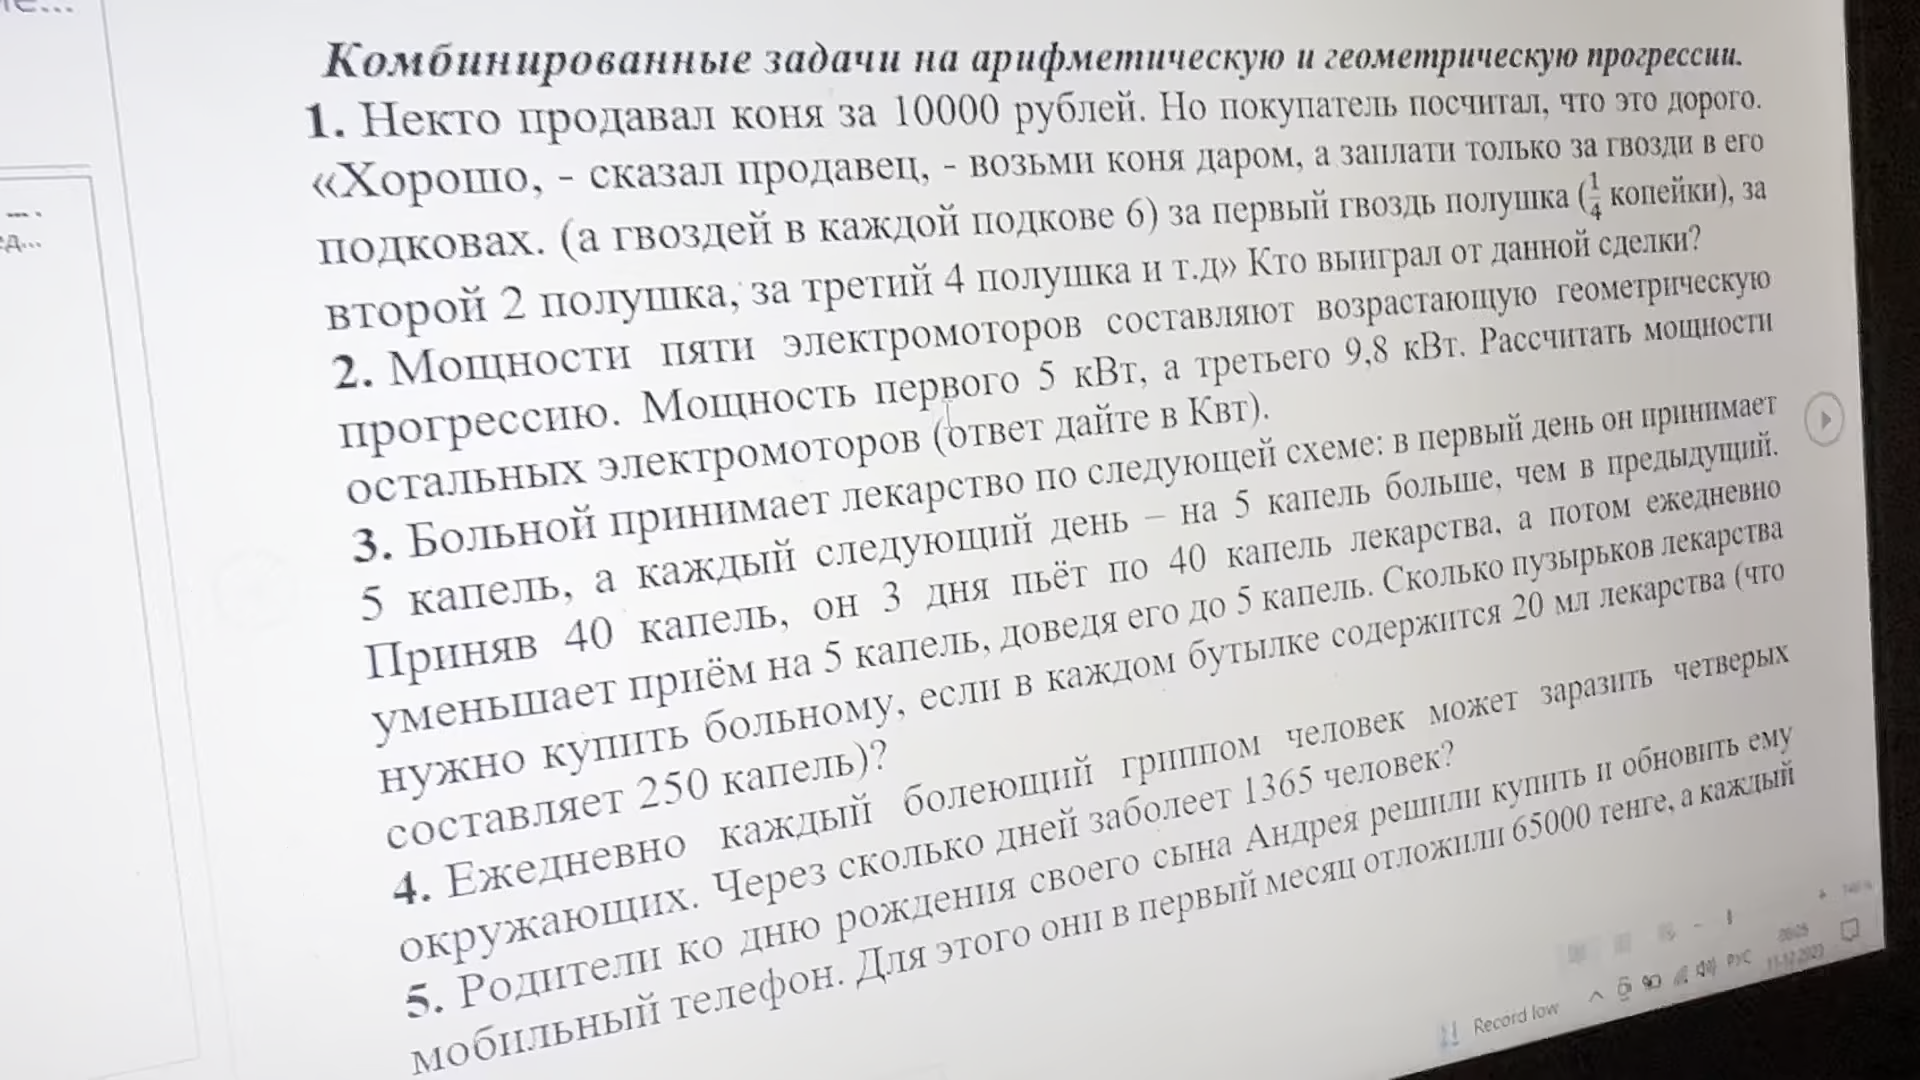 Комбинированные задачи на арифметическую и геометрическую прогрессии.
1. Некто продавал коня за 10000 рублей. Но покупатель посчитал, что это дорого.
«Хорошо, - сказал продавец, - возьми коня даром, а заплати только за гвозди в его
подковах. (а гвоздей в каждой подкове 6) за первый гвоздь полушка (1/4 копейки), за
второй 2 полушка, за третий 4 полушка и т.д» Кто выиграл от данной сделки?
2. Мощности пяти электромоторов составляют возрастающую геометрическую
прогрессию. Мощность первого 5 кВт, а третьего 9,8 кВт. Рассчитать мощности
остальных электромоторов (ответ дайте в Квт).
3. Больной принимает лекарство по следующей схеме: в первый день он принимает
5 капель, а каждый следующий день – на 5 капель больше, чем в предыдущий.
Приняв 40 капель, он 3 дня пьёт по 40 капель лекарства, а потом ежедневно
уменьшает приём на 5 капель, доведя его до 5 капель. Сколько пузырьков лекарства
нужно купить больному, если в каждом бутылке содержится 20 мл лекарства (что
составляет 250 капель)?
4. Ежедневно каждый болеющий гриппом человек может заразить четверых
окружающих. Через сколько дней заболеет 1365 человек?
5. Родители ко дню рождения своего сына Андрея решили купить и обновить ему
мобильный телефон. Для этого они в первый месяц отложили 65000 тенге, а каждый
Record low
РУС